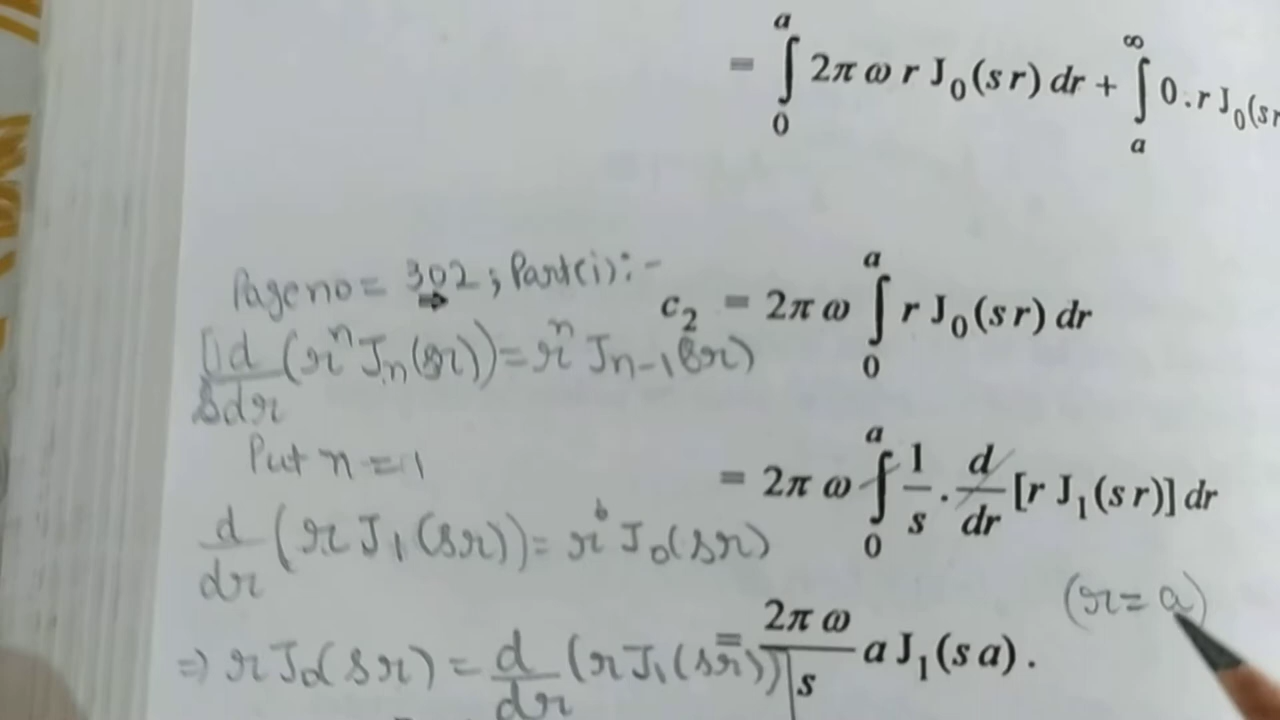 = ∫₀ᵃ 2π ω r J₀(s r) dr + ∫ₐ^∞ 0 . r J₀(sr
Page no = 302 ; Part(i) :-
c₂ = 2π ω ∫₀ᵃ r J₀(s r) dr
1/s d/dr (rⁿ Jₙ(sr)) = rⁿ Jₙ₋₁(sr)
Put n = 1
= 2π ω ∫₀ᵃ 1/s . d/dr [r J₁(s r)] dr
d/dr (r J₁(sr)) = r J₀(sr)
(r = a)
= 2π ω / s a J₁(s a) .
⇒ r J₀(sr) = d/dr (r J₁(sr))